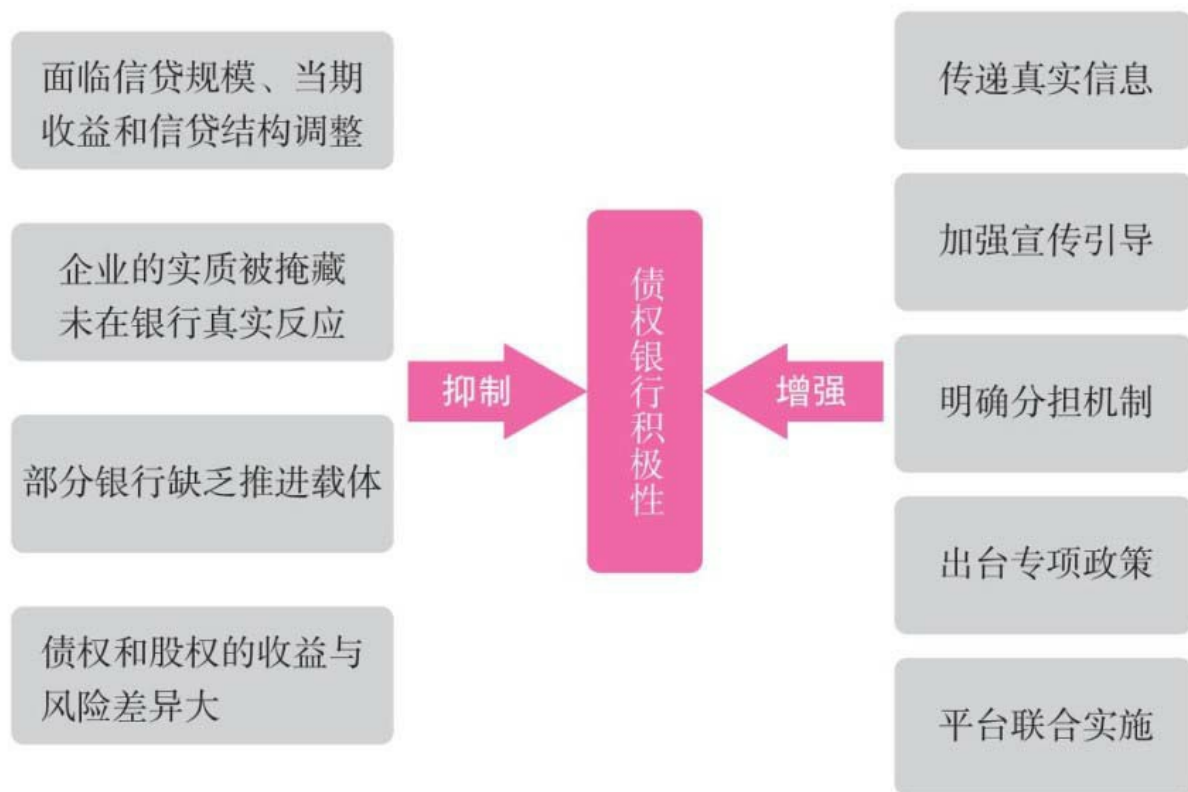 面临信贷规模、当期
收益和信贷结构调整
企业的实质被掩藏
未在银行真实反应
部分银行缺乏推进载体
债权和股权的收益与
风险差异大
抑制
债权银行积极性
增强
传递真实信息
加强宣传引导
明确分担机制
出台专项政策
平台联合实施